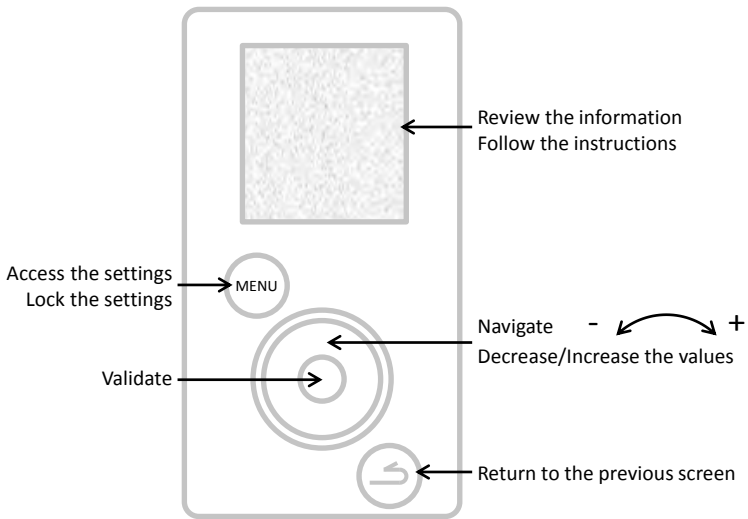 Review the information
Follow the instructions
Access the settings
Lock the settings
MENU
Navigate - +
Decrease/Increase the values
Validate
Return to the previous screen